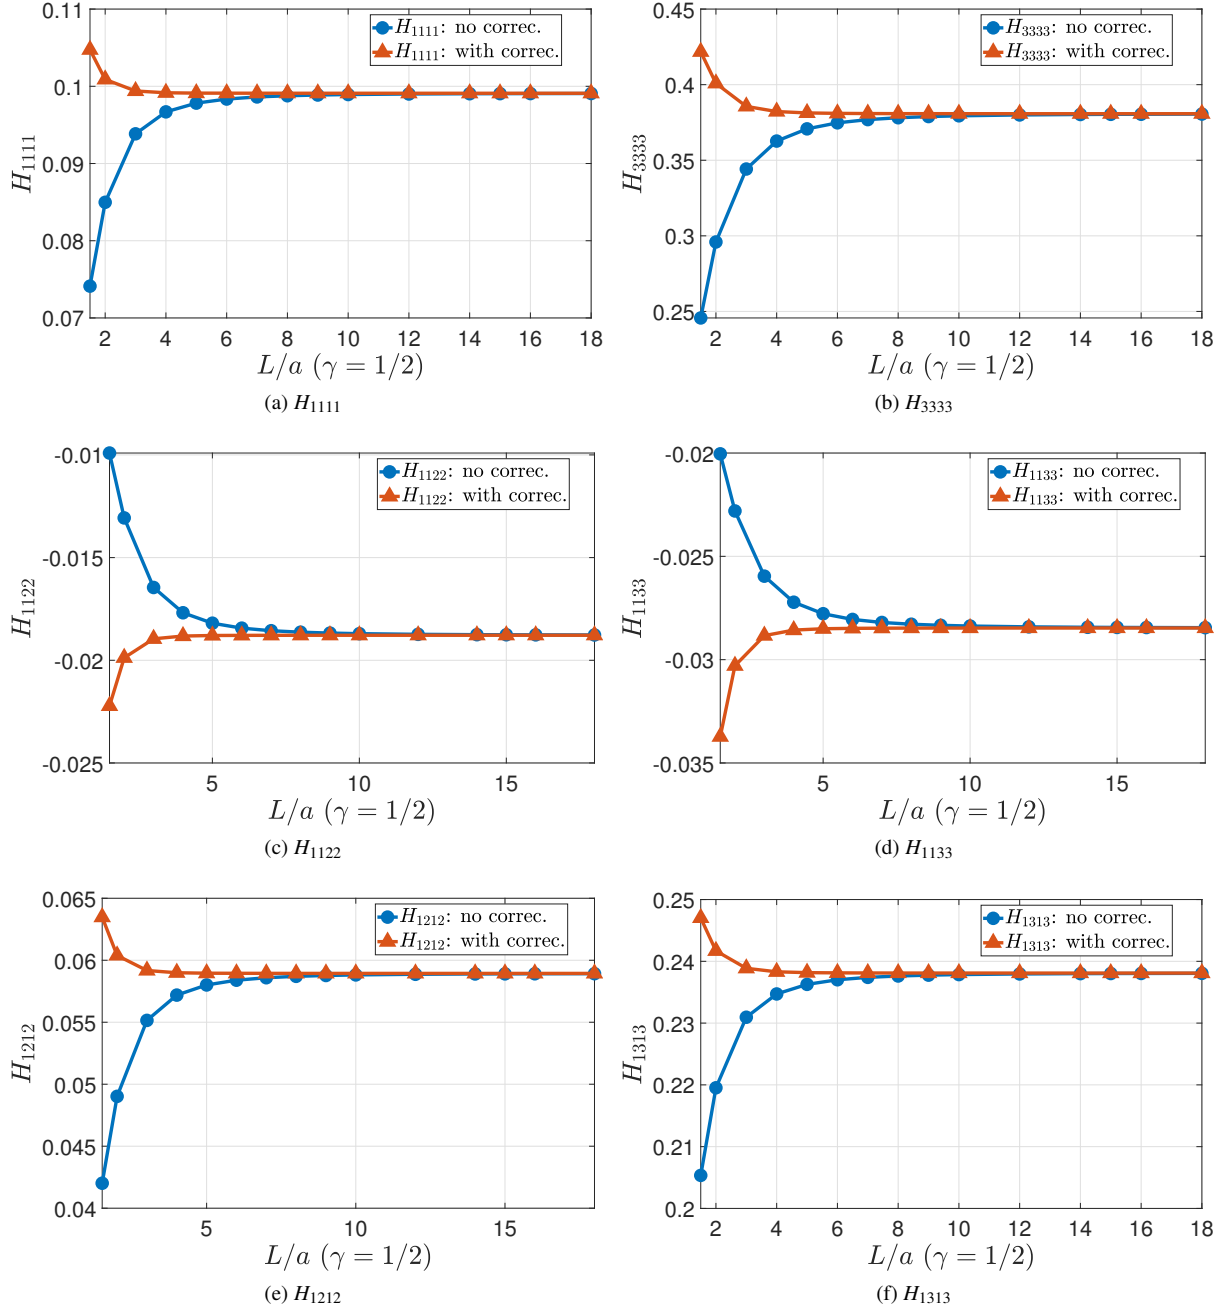 0.11
0.1
0.09
0.08
0.07
H1111
H1111: no correc.
H1111: with correc.
2 4 6 8 10 12 14 16 18
L/a (γ = 1/2)
(a) H1111
0.45
0.4
0.35
0.3
0.25
H3333
H3333: no correc.
H3333: with correc.
2 4 6 8 10 12 14 16 18
L/a (γ = 1/2)
(b) H3333
-0.01
-0.015
-0.02
-0.025
H1122
H1122: no correc.
H1122: with correc.
5 10 15
L/a (γ = 1/2)
(c) H1122
-0.02
-0.025
-0.03
-0.035
H1133
H1133: no correc.
H1133: with correc.
5 10 15
L/a (γ = 1/2)
(d) H1133
0.065
0.06
0.055
0.05
0.045
0.04
H1212
H1212: no correc.
H1212: with correc.
5 10 15
L/a (γ = 1/2)
(e) H1212
0.25
0.24
0.23
0.22
0.21
0.2
H1313
H1313: no correc.
H1313: with correc.
2 4 6 8 10 12 14 16 18
L/a (γ = 1/2)
(f) H1313